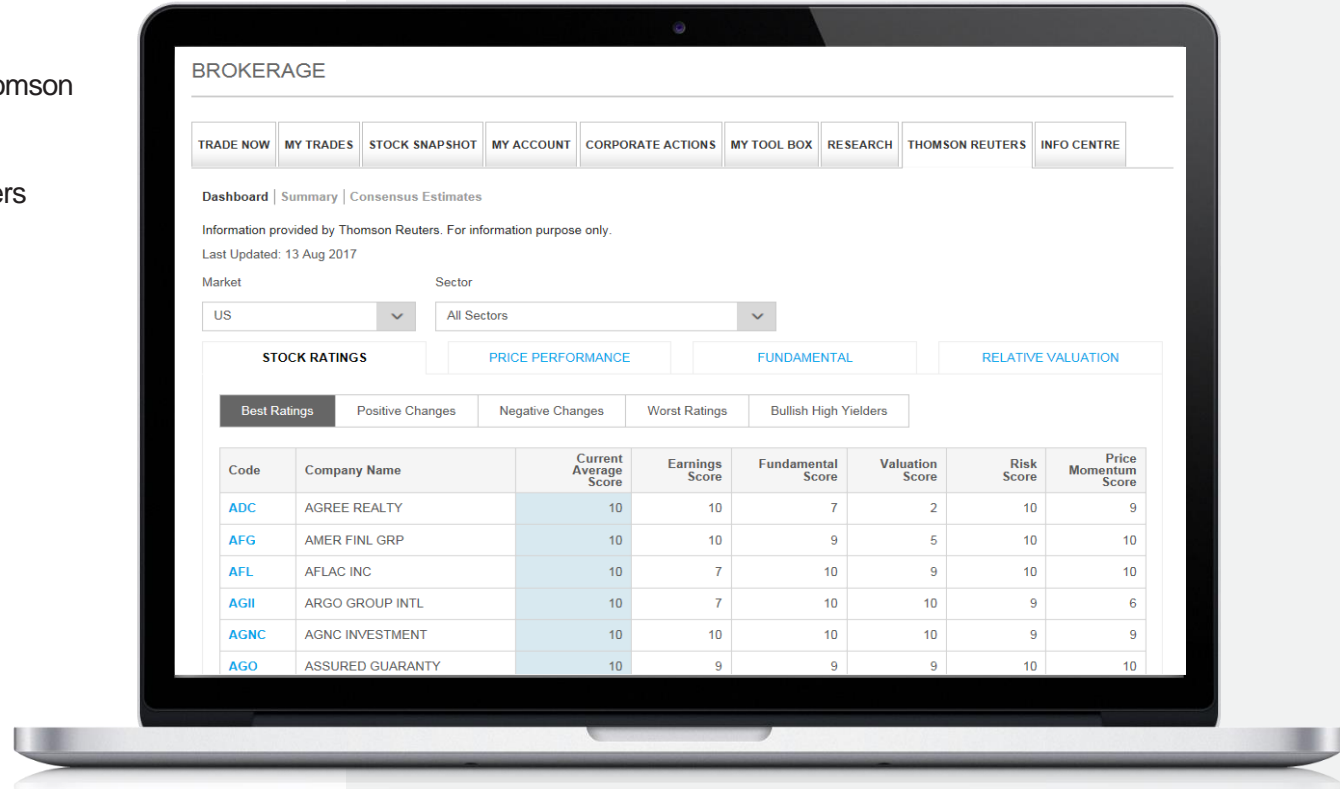 BROKERAGE
TRADE NOW MY TRADES STOCK SNAPSHOT MY ACCOUNT CORPORATE ACTIONS MY TOOL BOX RESEARCH THOMSON REUTERS INFO CENTRE
Dashboard | Summary | Consensus Estimates
Information provided by Thomson Reuters. For information purpose only.
Last Updated: 13 Aug 2017
Market Sector
US All Sectors
STOCK RATINGS PRICE PERFORMANCE FUNDAMENTAL RELATIVE VALUATION
Best Ratings Positive Changes Negative Changes Worst Ratings Bullish High Yielders
Code Company Name Current Average Score Earnings Score Fundamental Score Valuation Score Risk Score Price Momentum Score
ADC AGREE REALTY 10 10 7 2 10 9
AFG AMER FINL GRP 10 10 9 5 10 10
AFL AFLAC INC 10 7 10 9 10 10
AGII ARGO GROUP INTL 10 7 10 10 9 6
AGNC AGNC INVESTMENT 10 10 10 10 9 9
AGO ASSURED GUARANTY 10 9 9 9 10 10